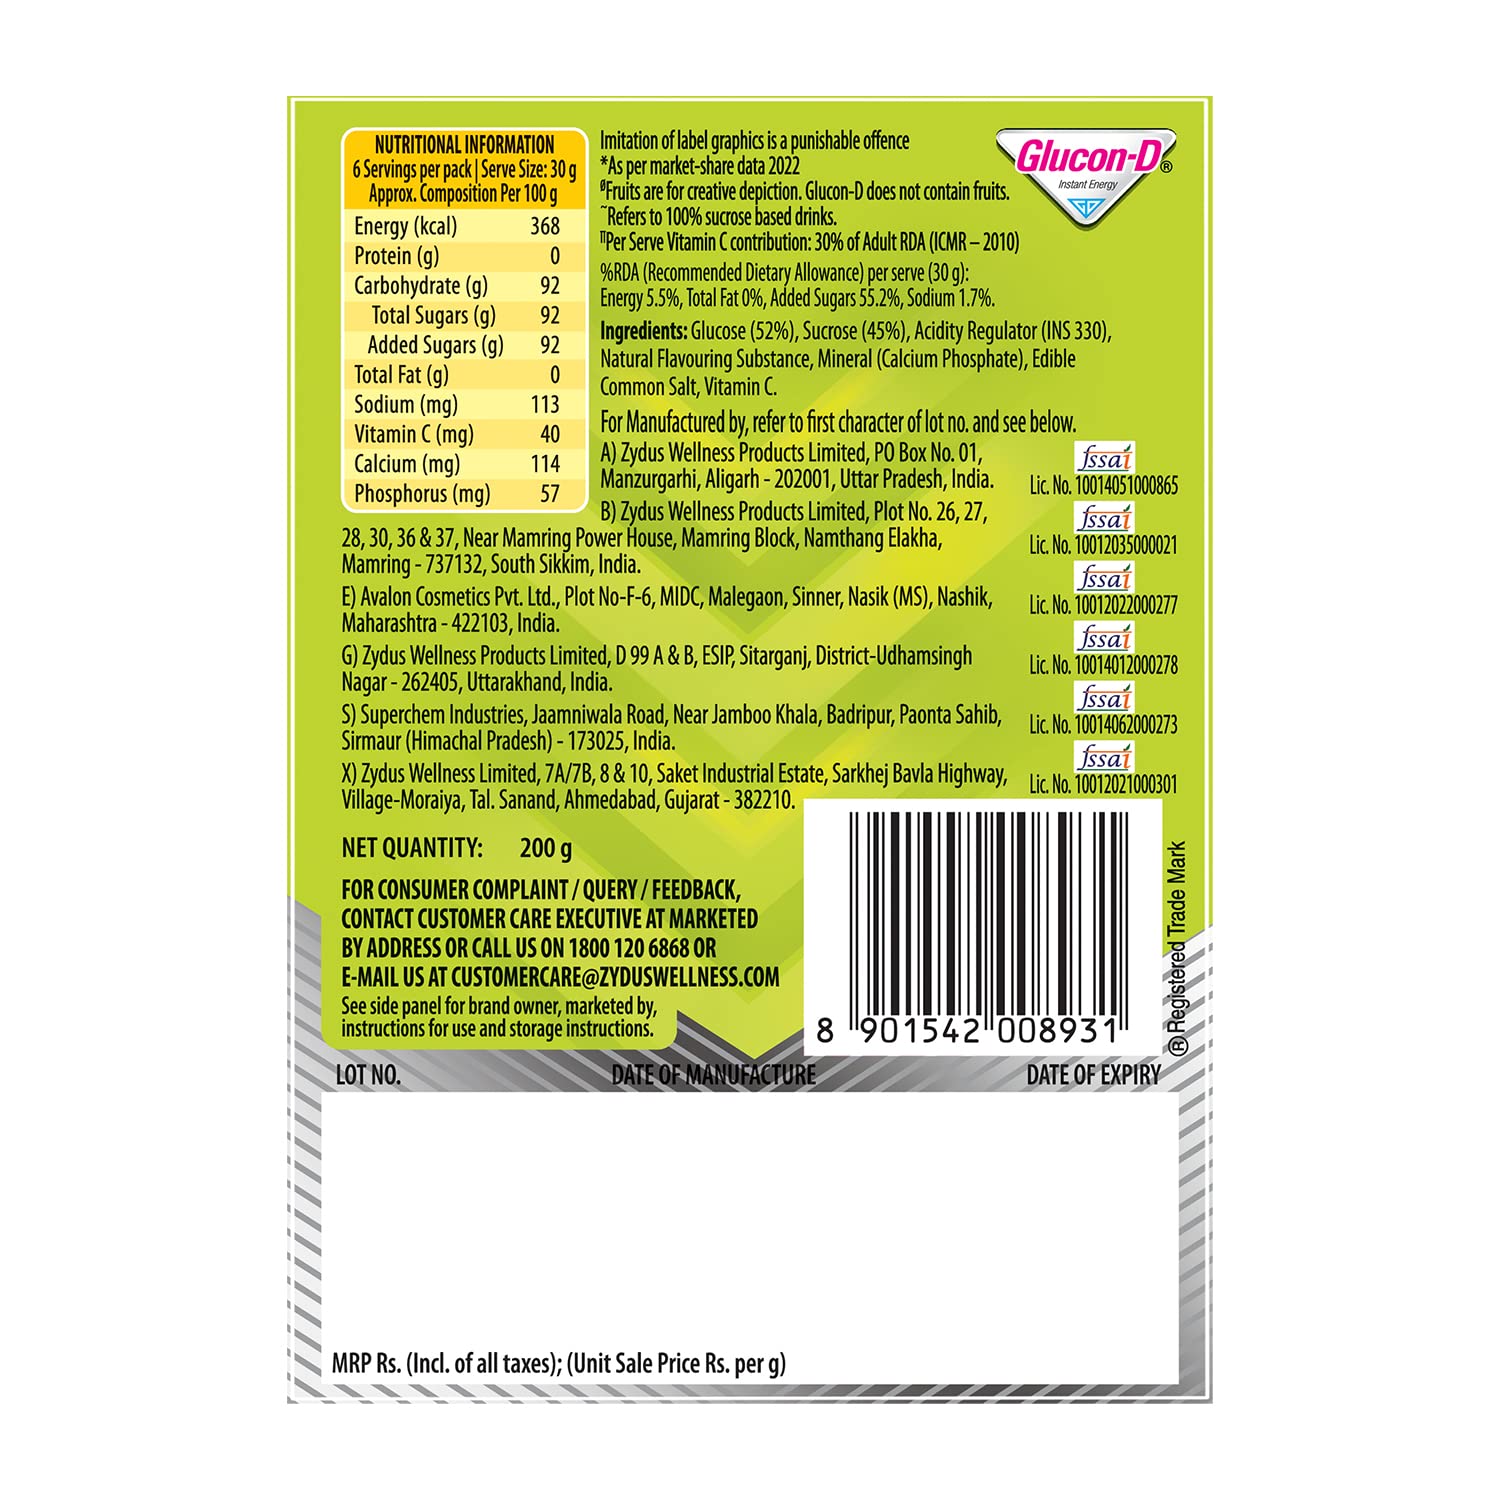 NUTRITIONAL INFORMATION
6 Servings per pack | Serve Size: 30 g
Approx. Composition Per 100 g
Energy (kcal) 368
Protein (g) 0
Carbohydrate (g) 92
Total Sugars (g) 92
Added Sugars (g) 92
Total Fat (g) 0
Sodium (mg) 113
Vitamin C (mg) 40
Calcium (mg) 114
Phosphorus (mg) 57
Imitation of label graphics is a punishable offence
*As per market-share data 2022
øFruits are for creative depiction. Glucon-D does not contain fruits.
~Refers to 100% sucrose based drinks.
πPer Serve Vitamin C contribution: 30% of Adult RDA (ICMR – 2010)
%RDA (Recommended Dietary Allowance) per serve (30 g):
Energy 5.5%, Total Fat 0%, Added Sugars 55.2%, Sodium 1.7%.
Glucon-D®
Instant Energy
GD
Ingredients: Glucose (52%), Sucrose (45%), Acidity Regulator (INS 330),
Natural Flavouring Substance, Mineral (Calcium Phosphate), Edible
Common Salt, Vitamin C.
For Manufactured by, refer to first character of lot no. and see below.
A) Zydus Wellness Products Limited, PO Box No. 01,
Manzurgarhi, Aligarh - 202001, Uttar Pradesh, India.
B) Zydus Wellness Products Limited, Plot No. 26, 27,
28, 30, 36 & 37, Near Mamring Power House, Mamring Block, Namthang Elakha,
Mamring - 737132, South Sikkim, India.
E) Avalon Cosmetics Pvt. Ltd., Plot No-F-6, MIDC, Malegaon, Sinner, Nasik (MS), Nashik,
Maharashtra - 422103, India.
G) Zydus Wellness Products Limited, D 99 A & B, ESIP, Sitarganj, District-Udhamsingh
Nagar - 262405, Uttarakhand, India.
S) Superchem Industries, Jaamniwala Road, Near Jamboo Khala, Badripur, Paonta Sahib,
Sirmaur (Himachal Pradesh) - 173025, India.
X) Zydus Wellness Limited, 7A/7B, 8 & 10, Saket Industrial Estate, Sarkhej Bavla Highway,
Village-Moraiya, Tal. Sanand, Ahmedabad, Gujarat - 382210.
fssai
Lic. No. 10014051000865
fssai
Lic. No. 10012035000021
fssai
Lic. No. 10012022000277
fssai
Lic. No. 10014012000278
fssai
Lic. No. 10014062000273
fssai
Lic. No. 10012021000301
NET QUANTITY: 200 g
FOR CONSUMER COMPLAINT / QUERY / FEEDBACK,
CONTACT CUSTOMER CARE EXECUTIVE AT MARKETED
BY ADDRESS OR CALL US ON 1800 120 6868 OR
E-MAIL US AT CUSTOMERCARE@ZYDUSWELLNESS.COM
See side panel for brand owner, marketed by,
instructions for use and storage instructions.
8 901542 008931
® Registered Trade Mark
LOT NO. DATE OF MANUFACTURE DATE OF EXPIRY
MRP Rs. (Incl. of all taxes); (Unit Sale Price Rs. per g)